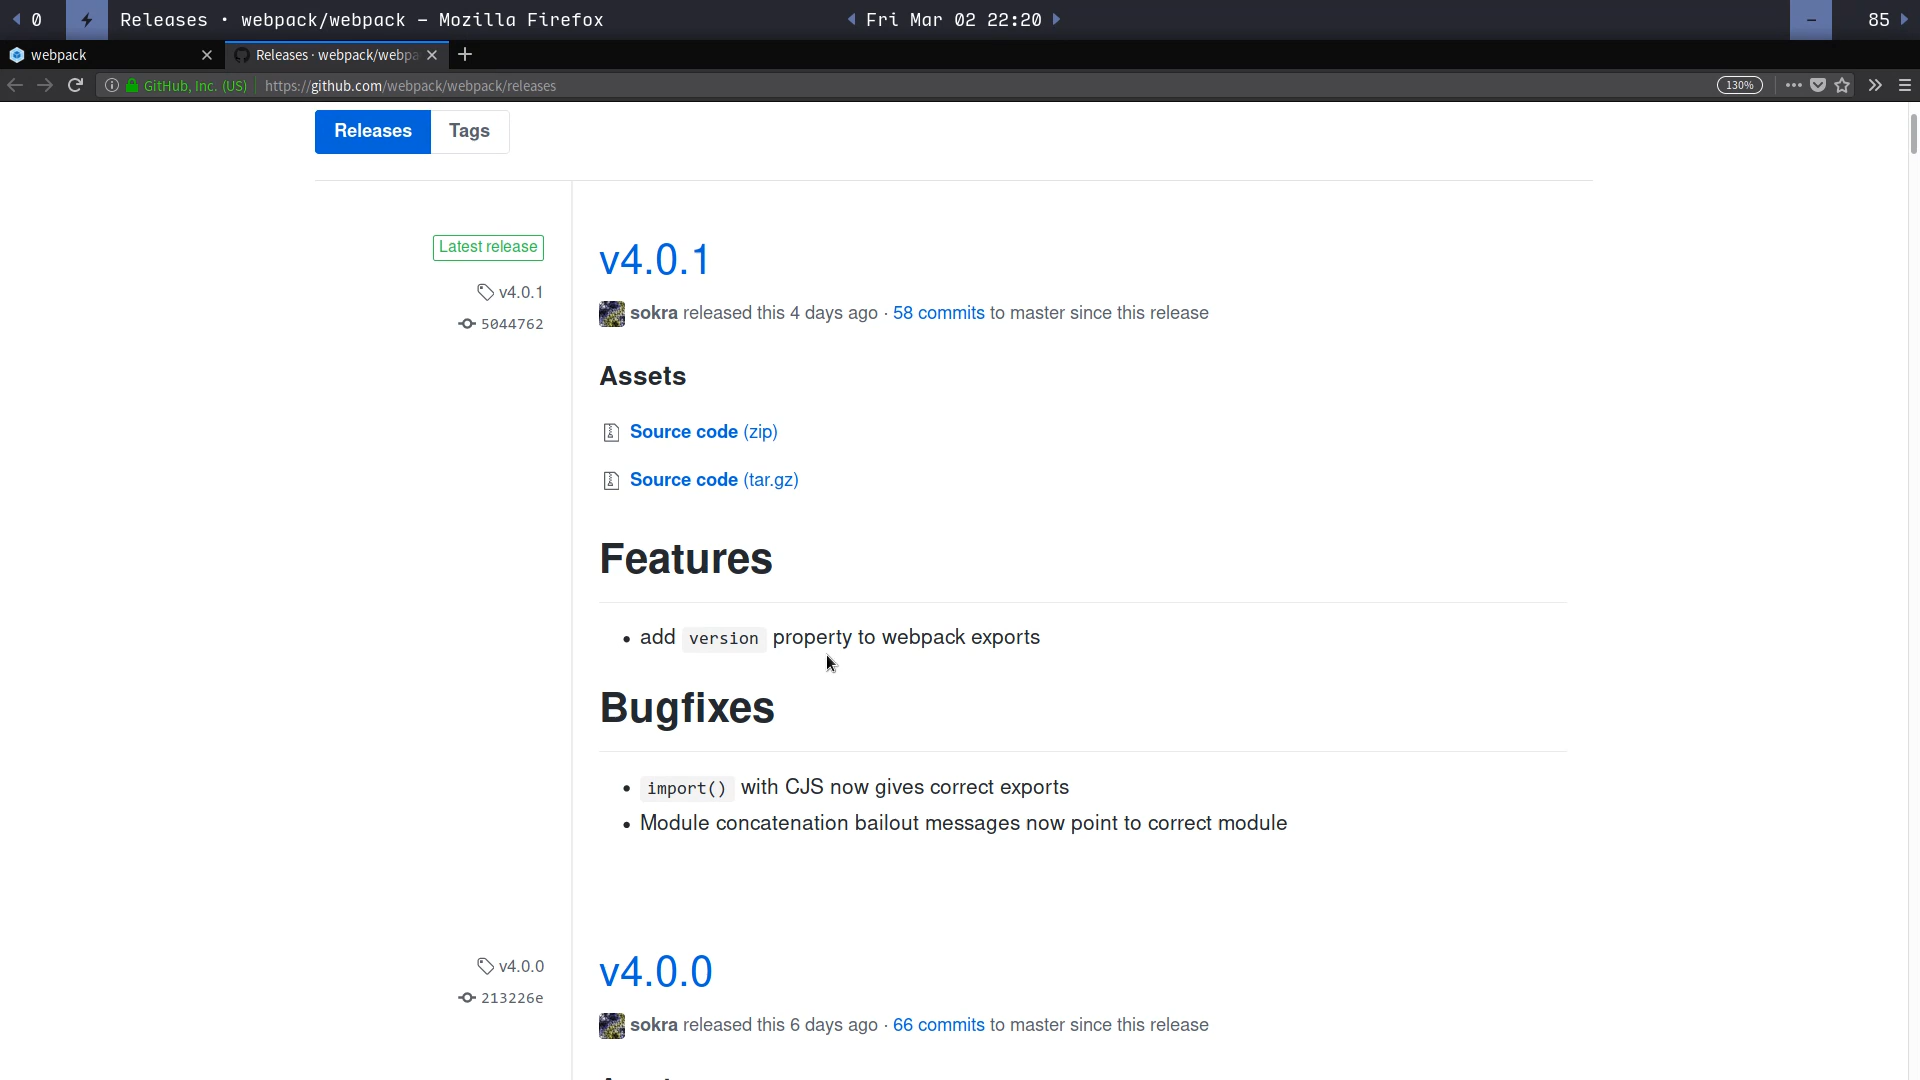 0 Releases · webpack/webpack – Mozilla Firefox Fri Mar 02 22:20 – 85
webpack Releases · webpack/webpa
GitHub, Inc. (US) https://github.com/webpack/webpack/releases 130%
Releases Tags
Latest release
v4.0.1
5044762
v4.0.1
sokra released this 4 days ago · 58 commits to master since this release
Assets
Source code (zip)
Source code (tar.gz)
Features
• add version property to webpack exports
Bugfixes
• import() with CJS now gives correct exports
• Module concatenation bailout messages now point to correct module
v4.0.0
213226e
v4.0.0
sokra released this 6 days ago · 66 commits to master since this release